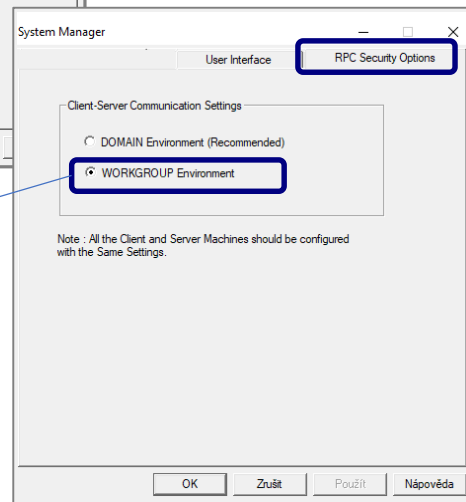 System Manager
User Interface
RPC Security Options
Client-Server Communication Settings
DOMAIN Environment (Recommended)
WORKGROUP Environment
Note : All the Client and Server Machines should be configured
with the Same Settings.
OK
Zrušit
Použít
Nápověda